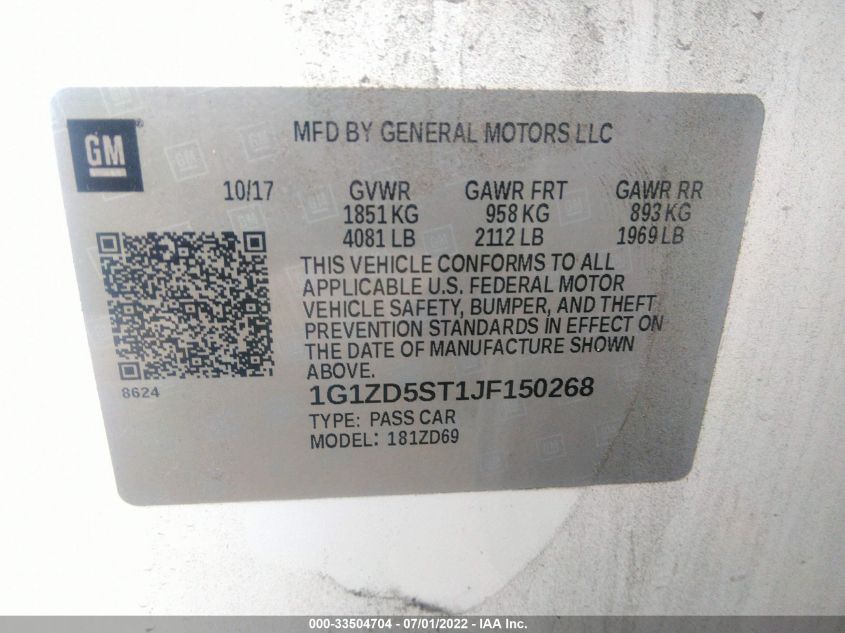 GM
MFD BY GENERAL MOTORS LLC
10/17 GVWR GAWR FRT GAWR RR
1851 KG 958 KG 893 KG
4081 LB 2112 LB 1969 LB
THIS VEHICLE CONFORMS TO ALL
APPLICABLE U.S. FEDERAL MOTOR
VEHICLE SAFETY, BUMPER, AND THEFT
PREVENTION STANDARDS IN EFFECT ON
THE DATE OF MANUFACTURE SHOWN
ABOVE.
8624
1G1ZD5ST1JF150268
TYPE: PASS CAR
MODEL: 181ZD69
000-33504704 - 07/01/2022 - IAA Inc.